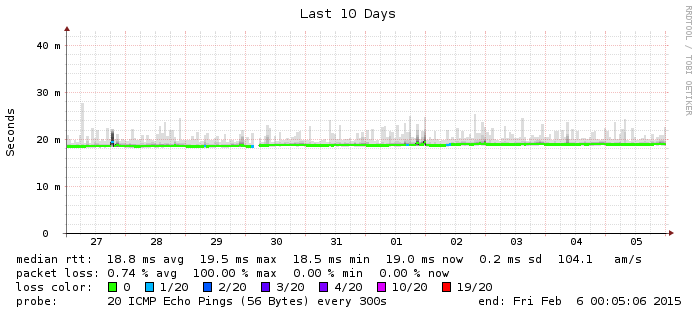 Last 10 Days
RRDTOOL / TOBI OETIKER
Seconds
40 m
30 m
20 m
10 m
0
27 28 29 30 31 01 02 03 04 05
median rtt: 18.8 ms avg 19.5 ms max 18.5 ms min 19.0 ms now 0.2 ms sd 104.1 am/s
packet loss: 0.74 % avg 100.00 % max 0.00 % min 0.00 % now
loss color: 0 1/20 2/20 3/20 4/20 10/20 19/20
probe: 20 ICMP Echo Pings (56 Bytes) every 300s end: Fri Feb 6 00:05:06 2015